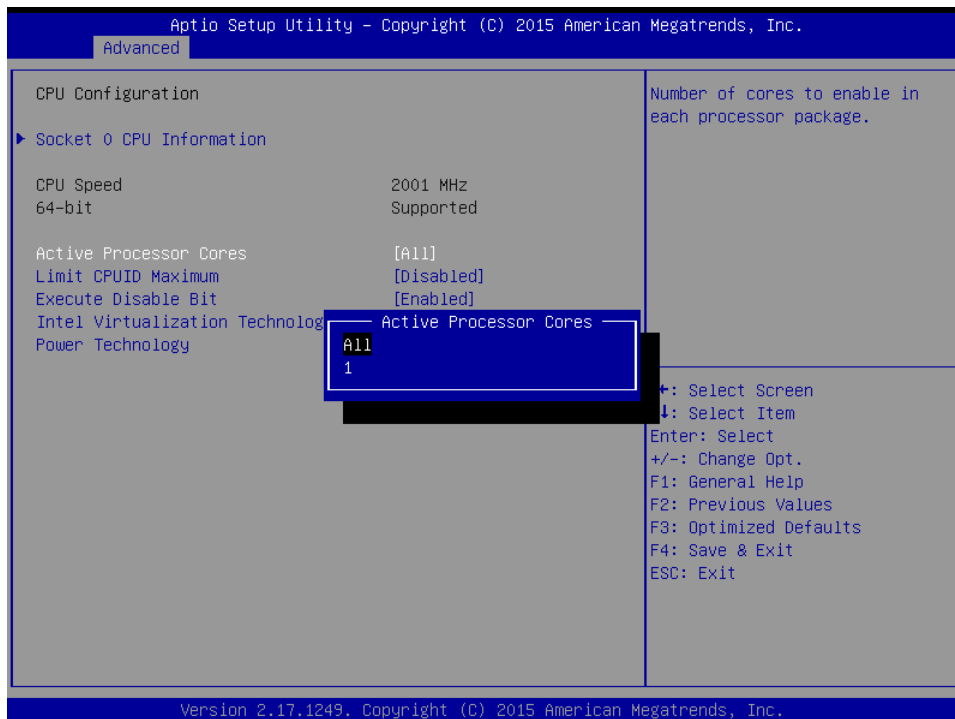 Aptio Setup Utility – Copyright (C) 2015 American Megatrends, Inc.
Advanced
CPU Configuration
Socket 0 CPU Information
CPU Speed 2001 MHz
64-bit Supported
Active Processor Cores [All]
Limit CPUID Maximum [Disabled]
Execute Disable Bit [Enabled]
Intel Virtualization Technolog
Power Technology
Active Processor Cores
All
1
Number of cores to enable in
each processor package.
←: Select Screen
↓: Select Item
Enter: Select
+/-: Change Opt.
F1: General Help
F2: Previous Values
F3: Optimized Defaults
F4: Save & Exit
ESC: Exit
Version 2.17.1249. Copyright (C) 2015 American Megatrends, Inc.